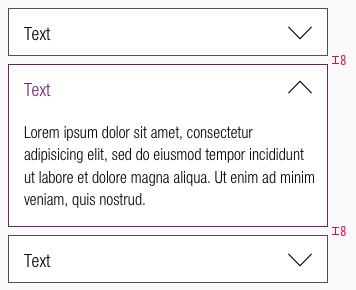 Text
8
Text
Lorem ipsum dolor sit amet, consectetur
adipisicing elit, sed do eiusmod tempor incididunt
ut labore et dolore magna aliqua. Ut enim ad minim
veniam, quis nostrud.
8
Text